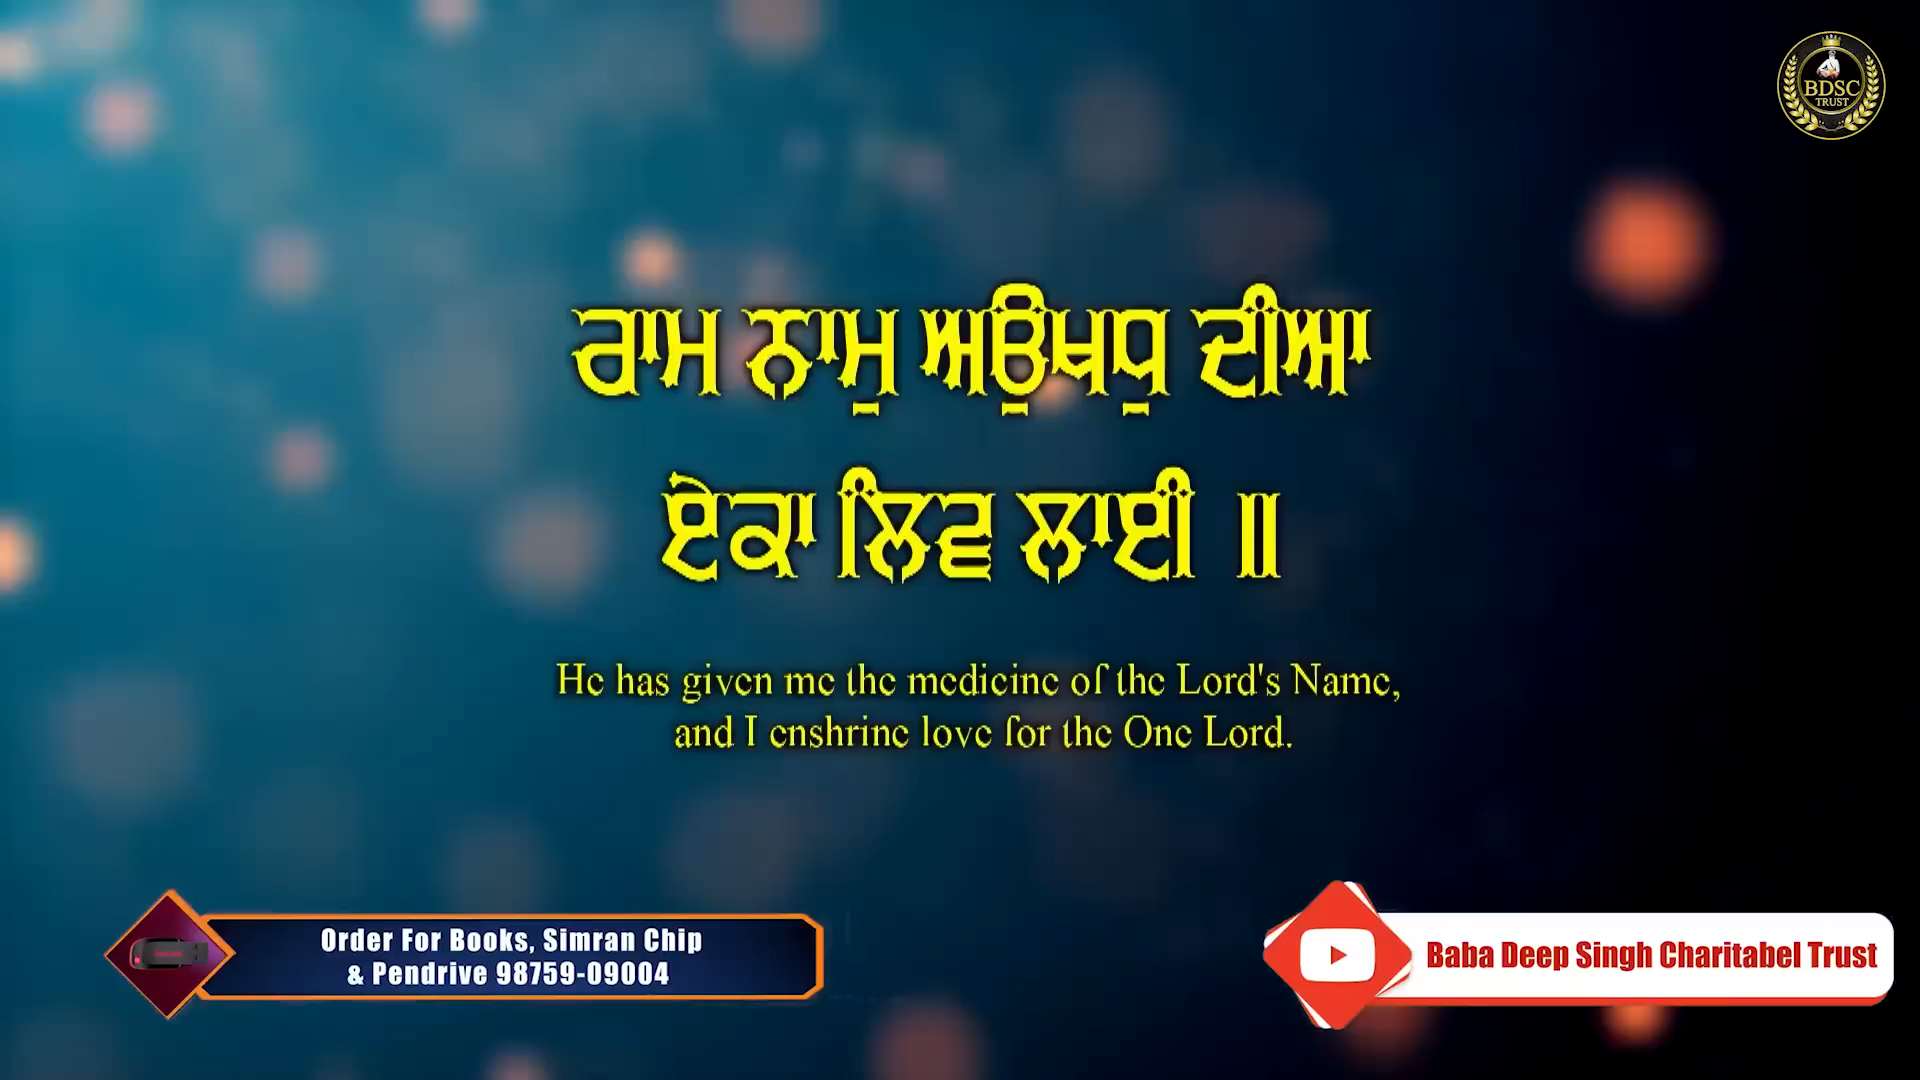 BDSC
TRUST
ਰਾਮ ਨਾਮੁ ਅਉਖਧੁ ਦੀਆ
ਏਕਾ ਲਿਵ ਲਾਈ ॥
He has given me the medicine of the Lord's Name,
and I enshrine love for the One Lord.
Order For Books, Simran Chip
& Pendrive 98759-09004
Baba Deep Singh Charitabel Trust